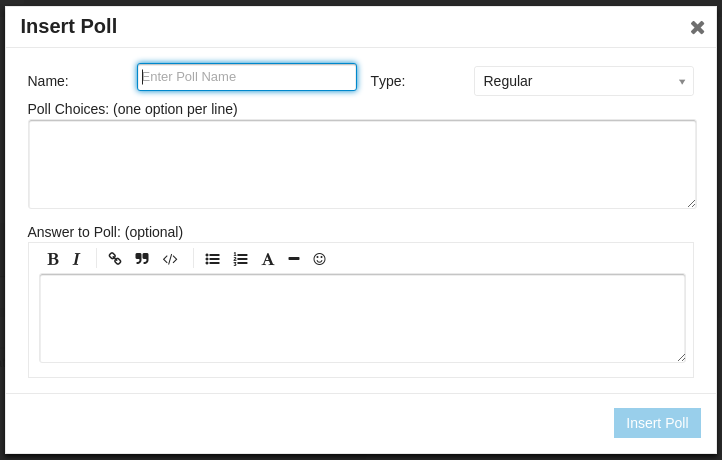 Insert Poll
Name: Enter Poll Name Type: Regular
Poll Choices: (one option per line)
Answer to Poll: (optional)
B I A
Insert Poll